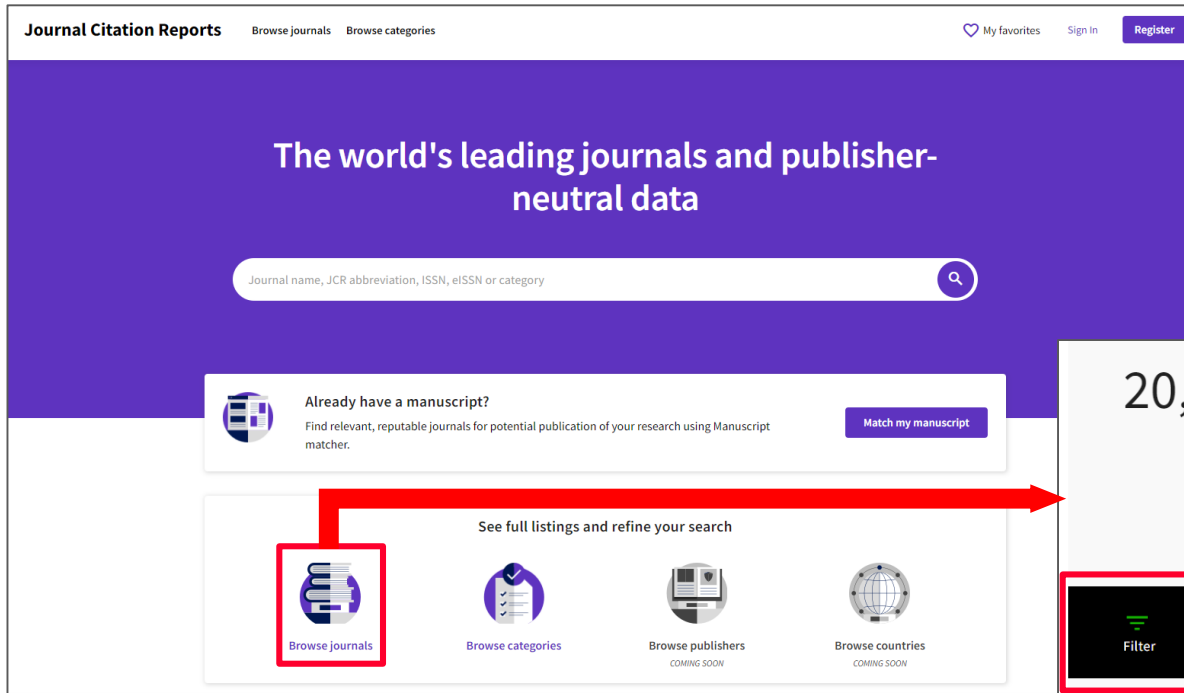 Journal Citation Reports Browse journals Browse categories My favorites Sign In Register
The world's leading journals and publisher-
neutral data
Journal name, JCR abbreviation, ISSN, eISSN or category
20,
Already have a manuscript?
Find relevant, reputable journals for potential publication of your research using Manuscript
matcher.
Match my manuscript
See full listings and refine your search
Browse journals Browse categories Browse publishers Browse countries
COMING SOON COMING SOON
Filter